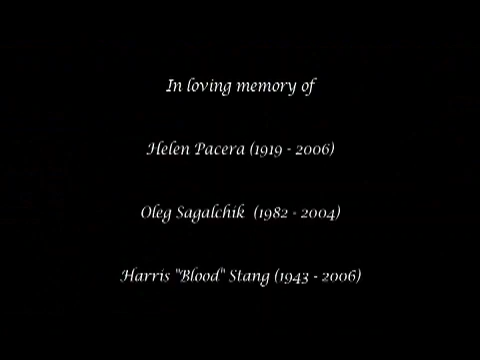 In loving memory of
Helen Pacera (1919 - 2006)
Oleg Sagalchik (1982 - 2004)
Harris "Blood" Stang (1943 - 2006)